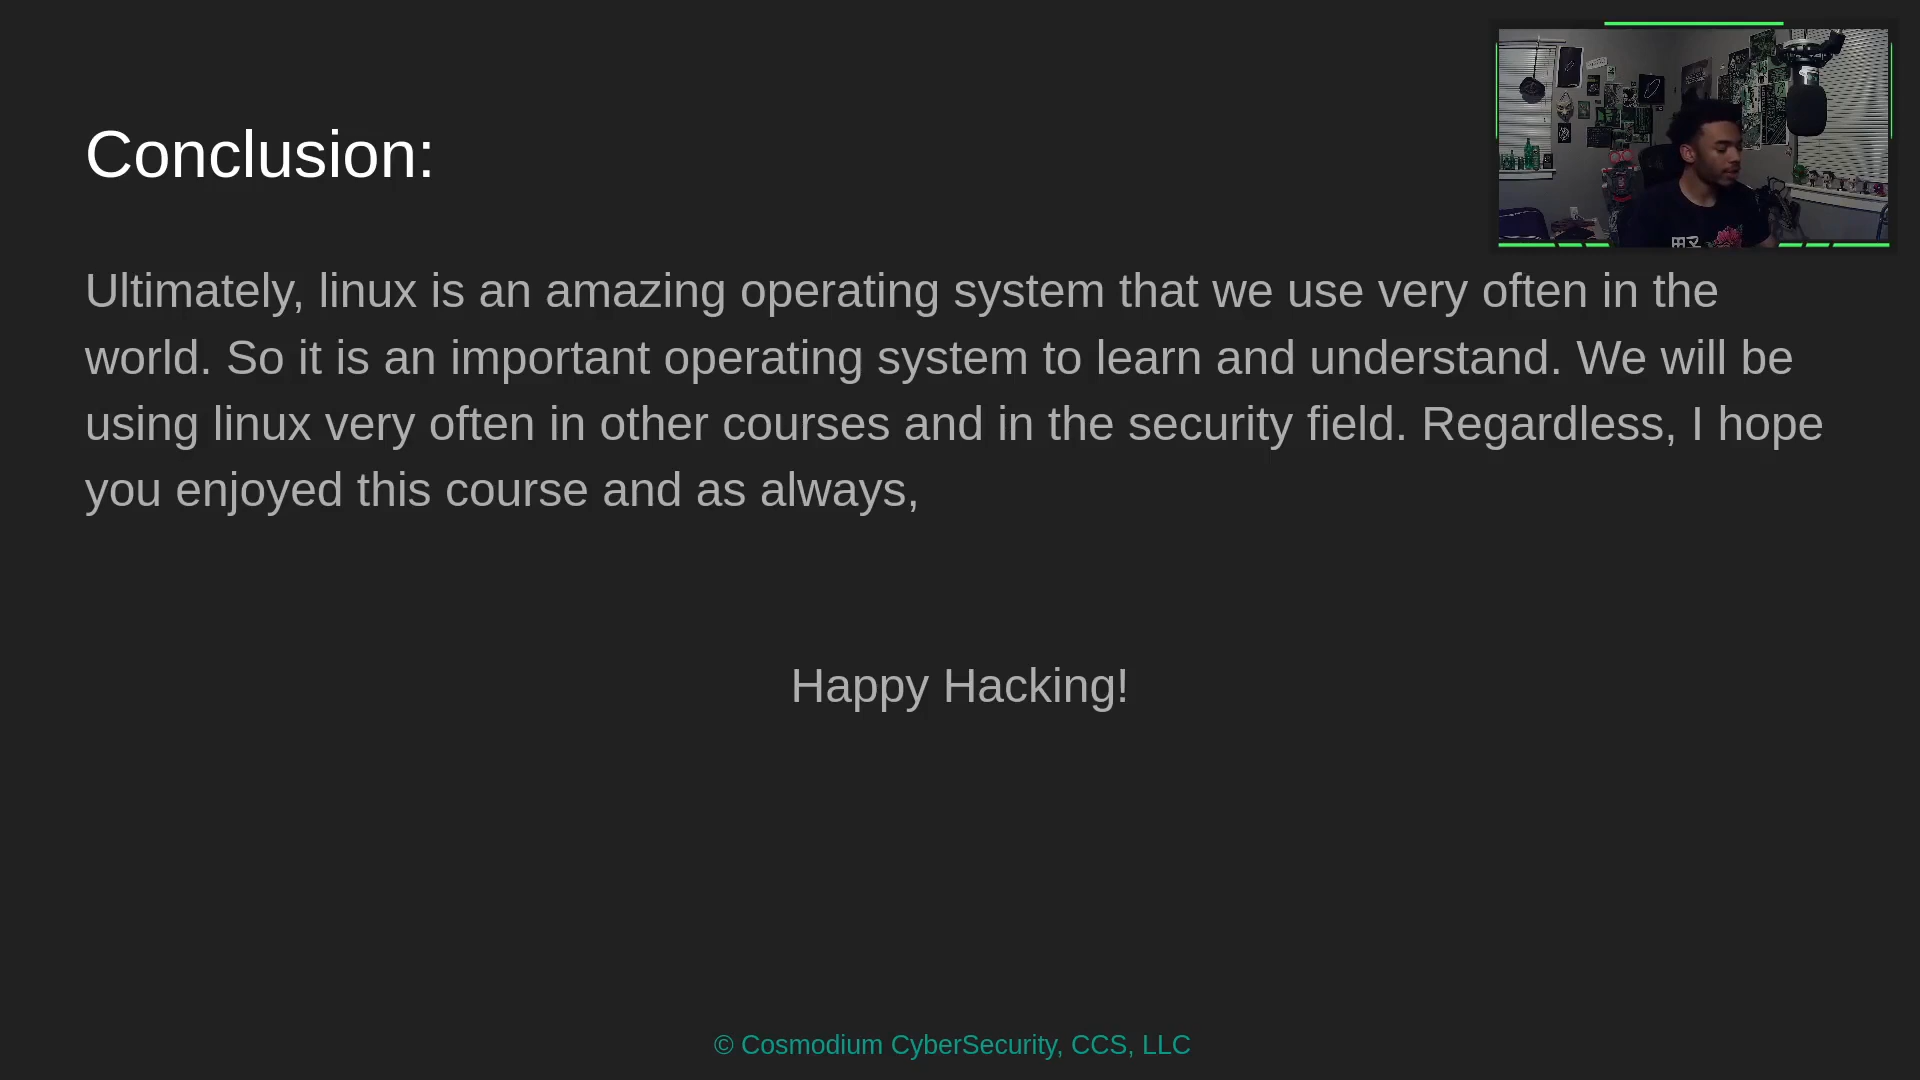 Conclusion:
Ultimately, linux is an amazing operating system that we use very often in the
world. So it is an important operating system to learn and understand. We will be
using linux very often in other courses and in the security field. Regardless, I hope
you enjoyed this course and as always,
Happy Hacking!
© Cosmodium CyberSecurity, CCS, LLC